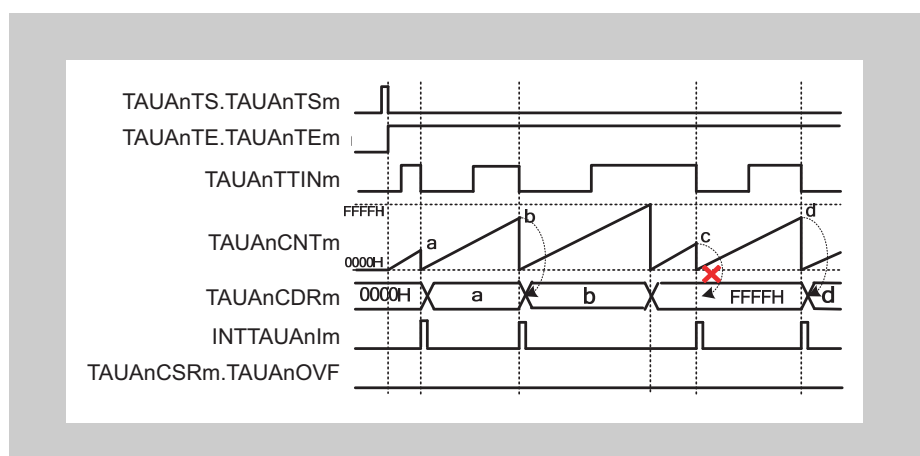 TAUAnTS.TAUAnTSm
TAUAnTE.TAUAnTEm
TAUAnTTINm
FFFFH
TAUAnCNTm
0000H
a
b
c
d
TAUAnCDRm
0000H
a
b
FFFFH
d
INTTAUAnIm
TAUAnCSRm.TAUAnOVF